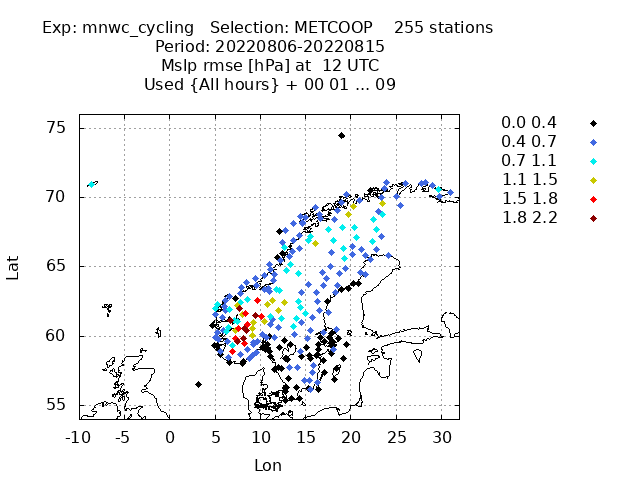 Exp: mnwc_cycling   Selection: METCOOP    255 stations
Period: 20220806-20220815
Mslp rmse [hPa] at  12 UTC
Used {All hours} + 00 01 ... 09
0.0 0.4
0.4 0.7
0.7 1.1
1.1 1.5
1.5 1.8
1.8 2.2
75
70
65
60
55
Lat
-10 -5 0 5 10 15 20 25 30
Lon